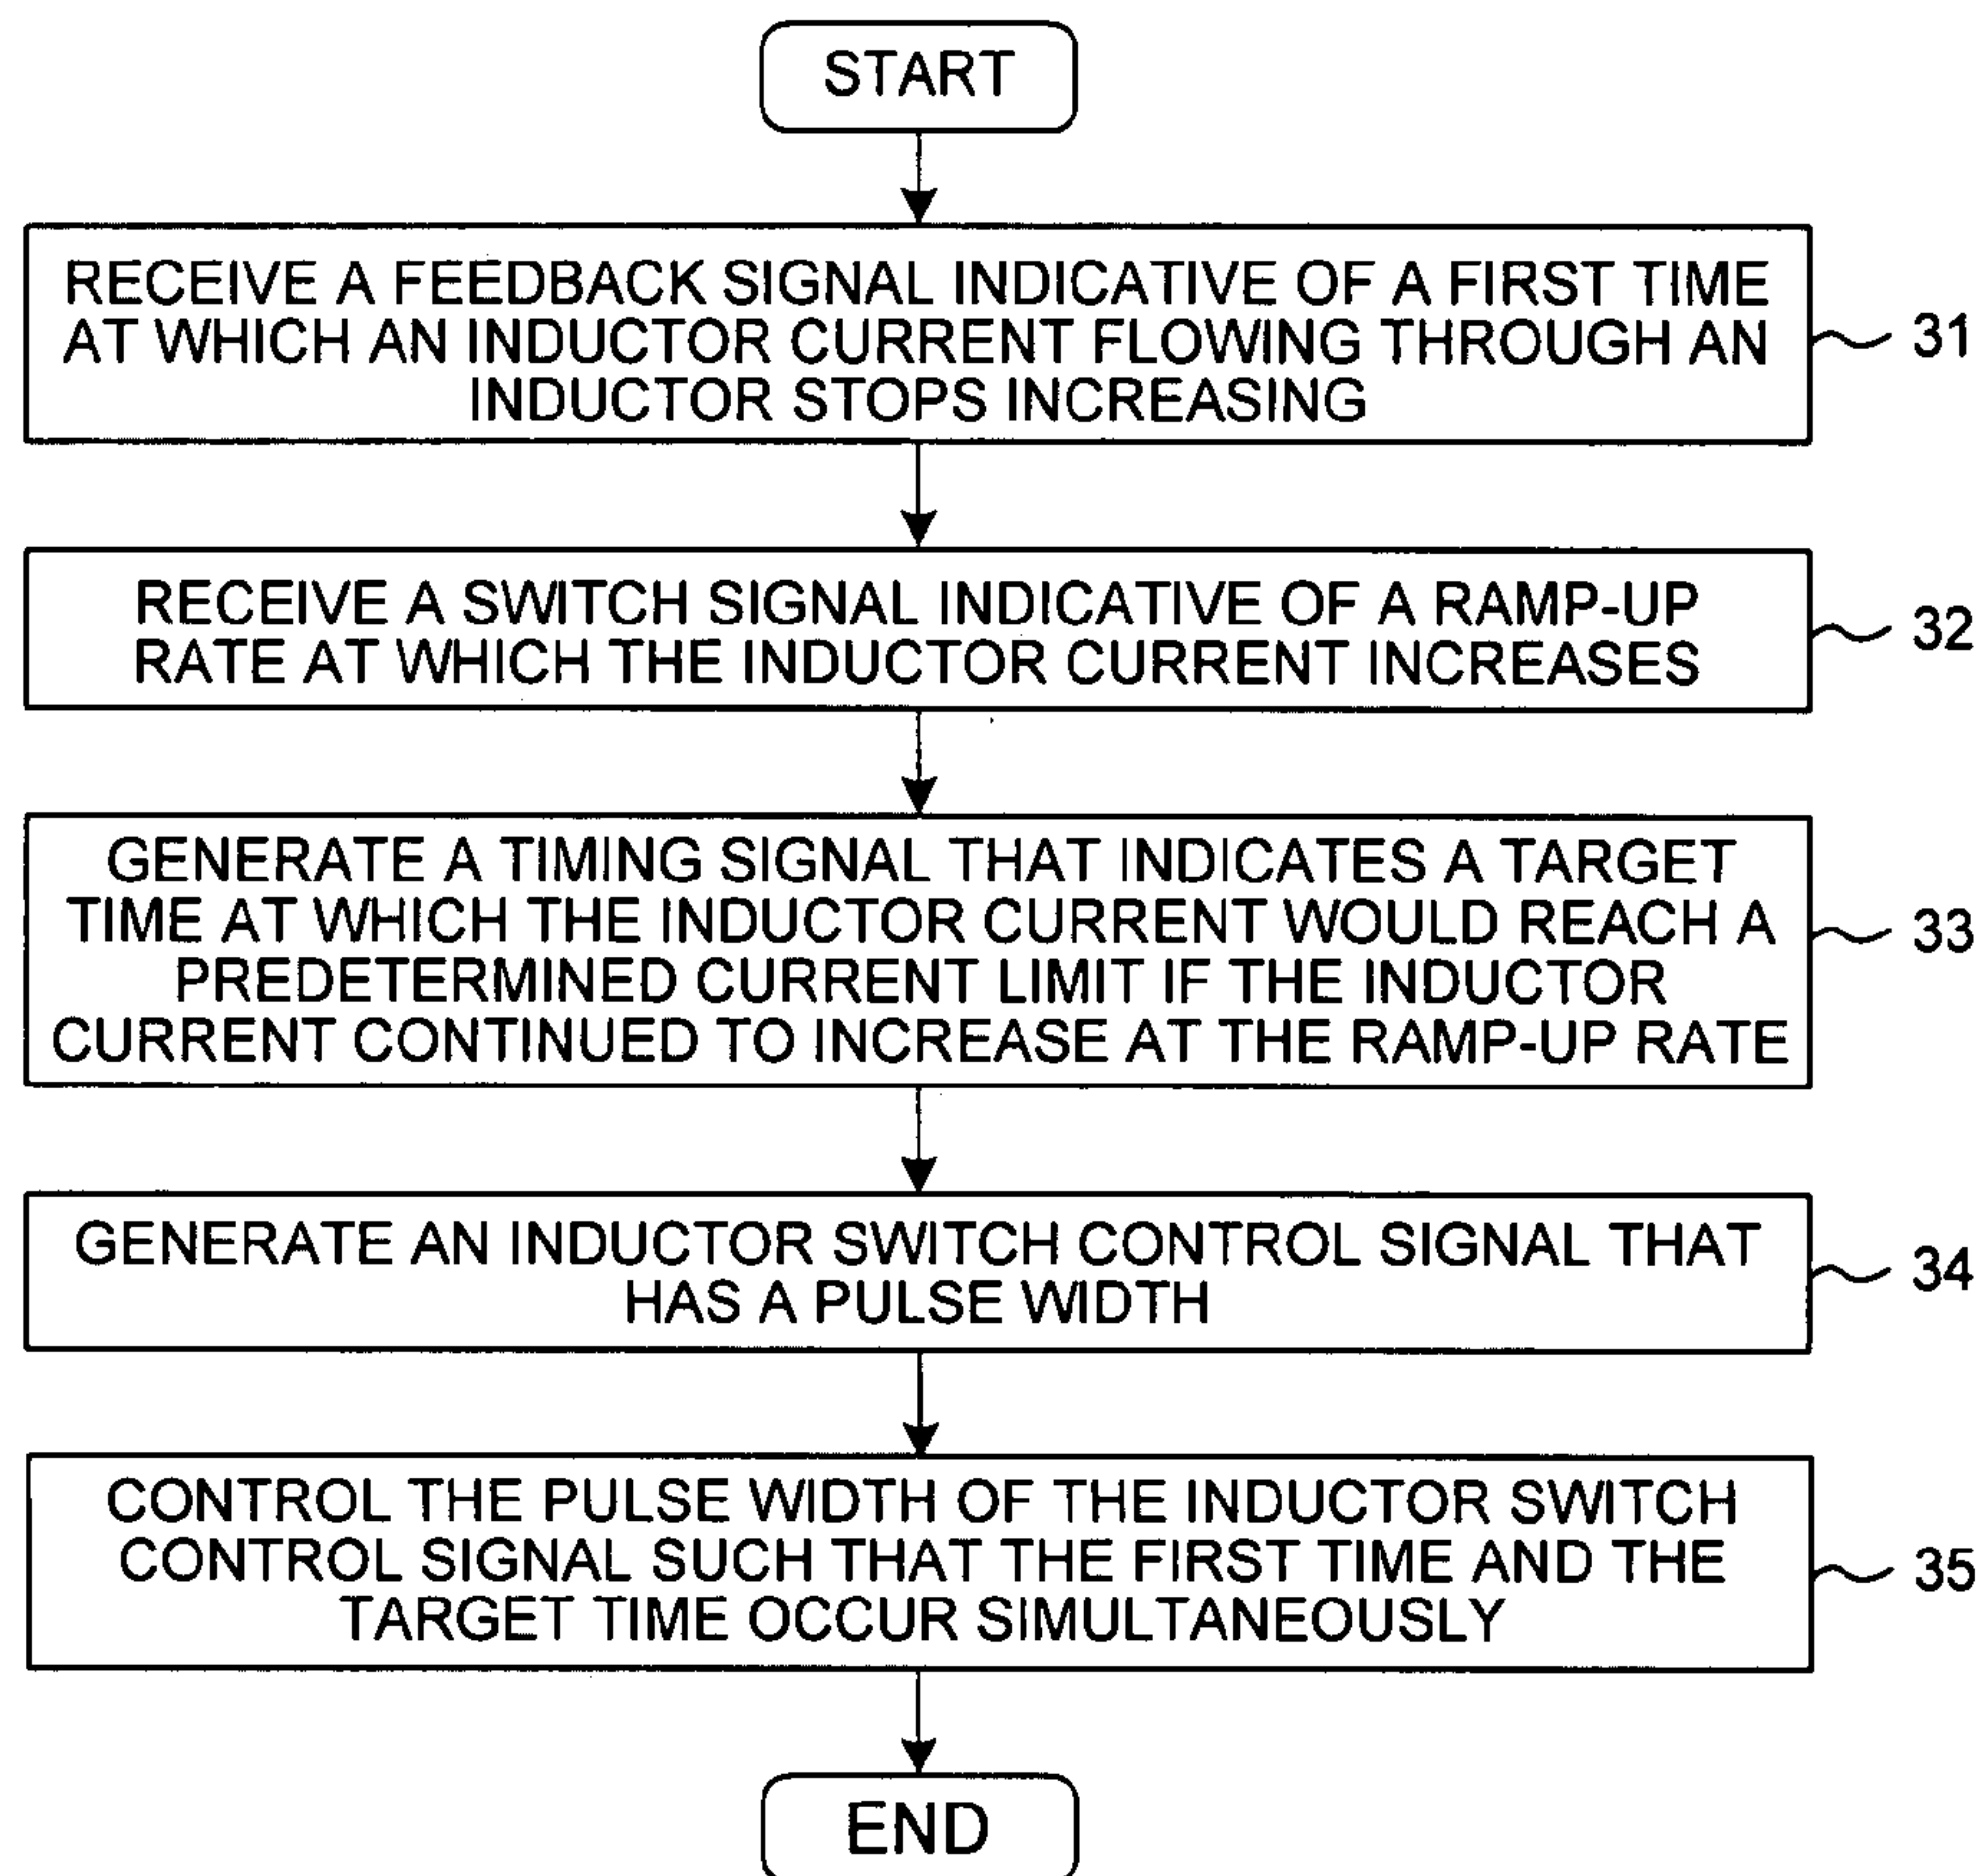 START
RECEIVE A FEEDBACK SIGNAL INDICATIVE OF A FIRST TIME
AT WHICH AN INDUCTOR CURRENT FLOWING THROUGH AN
INDUCTOR STOPS INCREASING
31
RECEIVE A SWITCH SIGNAL INDICATIVE OF A RAMP-UP
RATE AT WHICH THE INDUCTOR CURRENT INCREASES
32
GENERATE A TIMING SIGNAL THAT INDICATES A TARGET
TIME AT WHICH THE INDUCTOR CURRENT WOULD REACH A
PREDETERMINED CURRENT LIMIT IF THE INDUCTOR
CURRENT CONTINUED TO INCREASE AT THE RAMP-UP RATE
33
GENERATE AN INDUCTOR SWITCH CONTROL SIGNAL THAT
HAS A PULSE WIDTH
34
CONTROL THE PULSE WIDTH OF THE INDUCTOR SWITCH
CONTROL SIGNAL SUCH THAT THE FIRST TIME AND THE
TARGET TIME OCCUR SIMULTANEOUSLY
35
END